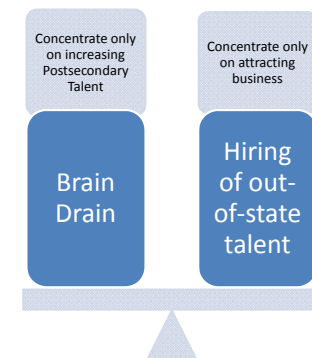 Concentrate only
on increasing
Postsecondary
Talent
Concentrate only
on attracting
business
Brain
Drain
Hiring
of out-
of-state
talent